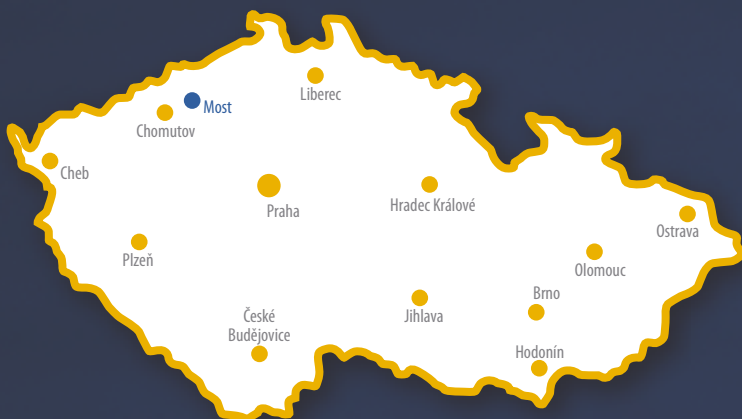 Liberec
Most
Chomutov
Cheb
Praha
Hradec Králové
Ostrava
Plzeň
Olomouc
Brno
České
Budějovice
Jihlava
Hodonín